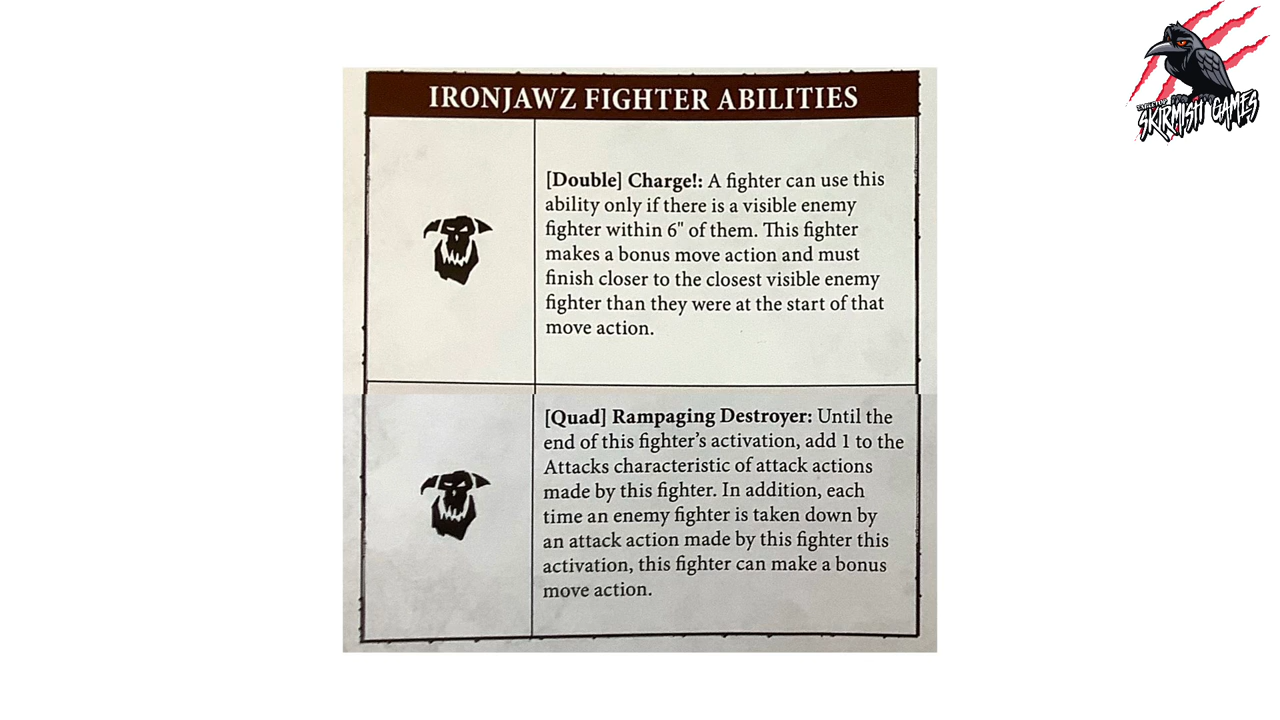 IRONJAWZ FIGHTER ABILITIES
[Double] Charge!: A fighter can use this
ability only if there is a visible enemy
fighter within 6" of them. This fighter
makes a bonus move action and must
finish closer to the closest visible enemy
fighter than they were at the start of that
move action.
[Quad] Rampaging Destroyer: Until the
end of this fighter's activation, add 1 to the
Attacks characteristic of attack actions
made by this fighter. In addition, each
time an enemy fighter is taken down by
an attack action made by this fighter this
activation, this fighter can make a bonus
move action.
SKIRMISH GAMES